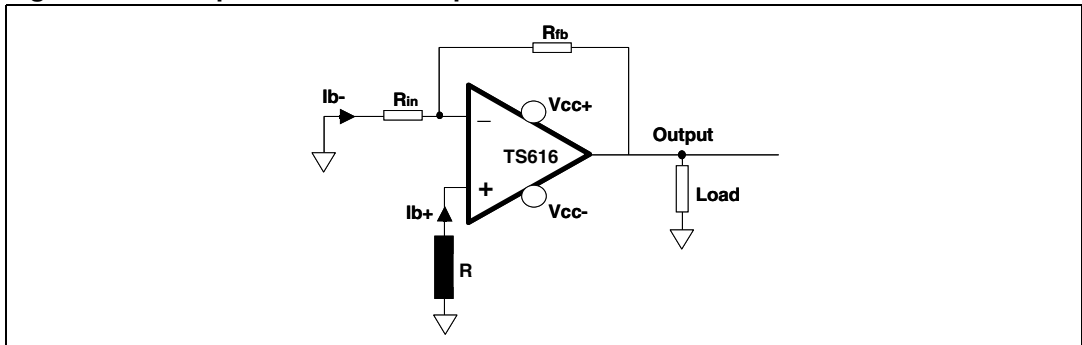 Rfb
Ib-
Rin
Vcc+
−
TS616
Output
+
Vcc-
Load
Ib+
R